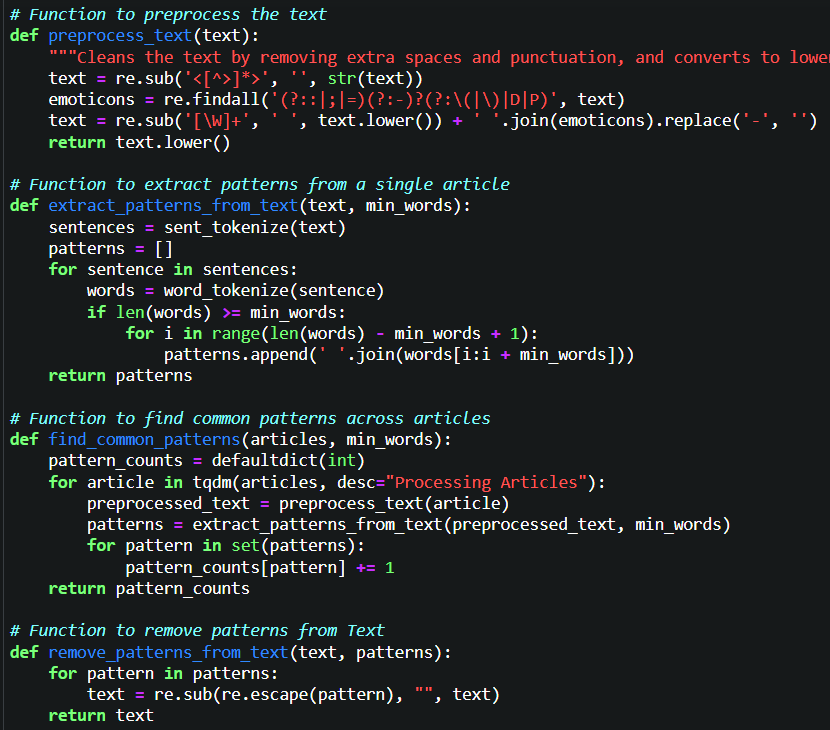 # Function to preprocess the text
def preprocess_text(text):
    """Cleans the text by removing extra spaces and punctuation, and converts to lower
    text = re.sub('<[^>]*>', '', str(text))
    emoticons = re.findall('(?::|;|=)(?:-)?(?:\(|\)|D|P)', text)
    text = re.sub('[\W]+', ' ', text.lower()) + ' '.join(emoticons).replace('-', '')
    return text.lower()

# Function to extract patterns from a single article
def extract_patterns_from_text(text, min_words):
    sentences = sent_tokenize(text)
    patterns = []
    for sentence in sentences:
        words = word_tokenize(sentence)
        if len(words) >= min_words:
            for i in range(len(words) - min_words + 1):
                patterns.append(' '.join(words[i:i + min_words]))
    return patterns

# Function to find common patterns across articles
def find_common_patterns(articles, min_words):
    pattern_counts = defaultdict(int)
    for article in tqdm(articles, desc="Processing Articles"):
        preprocessed_text = preprocess_text(article)
        patterns = extract_patterns_from_text(preprocessed_text, min_words)
        for pattern in set(patterns):
            pattern_counts[pattern] += 1
    return pattern_counts

# Function to remove patterns from Text
def remove_patterns_from_text(text, patterns):
    for pattern in patterns:
        text = re.sub(re.escape(pattern), "", text)
    return text